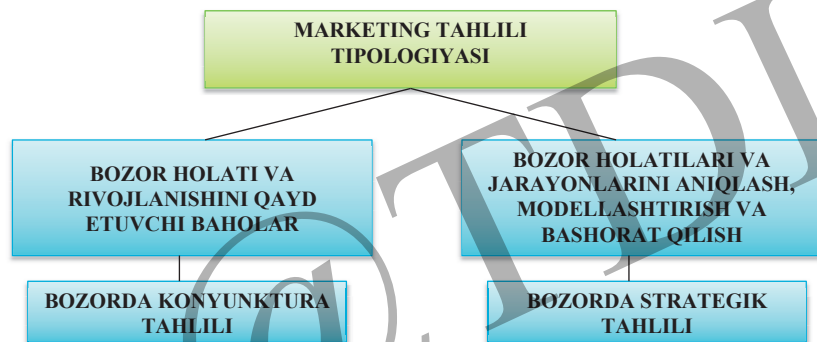 MARKETING TAHLILI
TIPOLOGIYASI
BOZOR HOLATI VA
RIVOJLANISHINI QAYD
ETUVCHI BAHOLAR
BOZOR HOLATILARI VA
JARAYONLARINI ANIQLASH,
MODELLASHTIRISH VA
BASHORAT QILISH
BOZORDA KONYUNKTURA
TAHLILI
BOZORDA STRATEGIK
TAHLILI